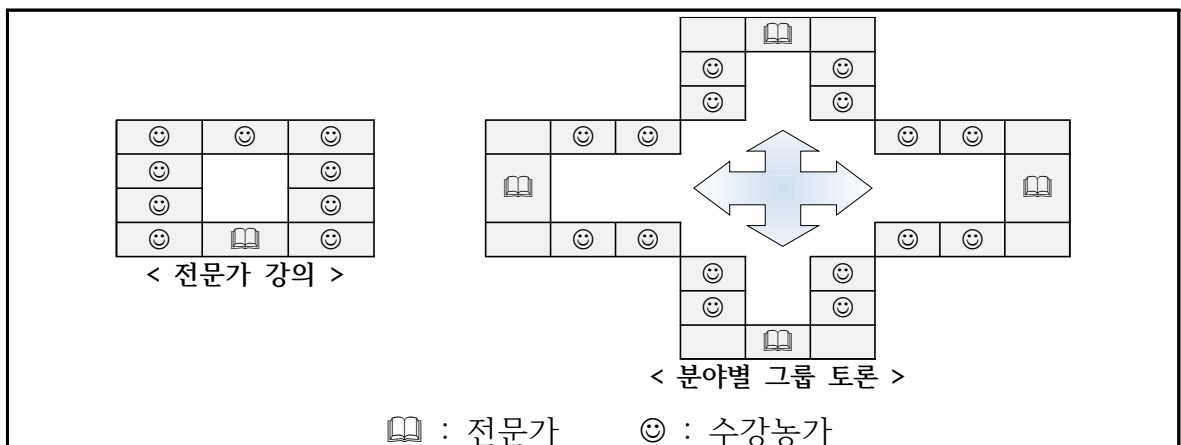 < 전문가 강의 >
< 분야별 그룹 토론 >
🕮 : 전문가 ☺ : 수강농가